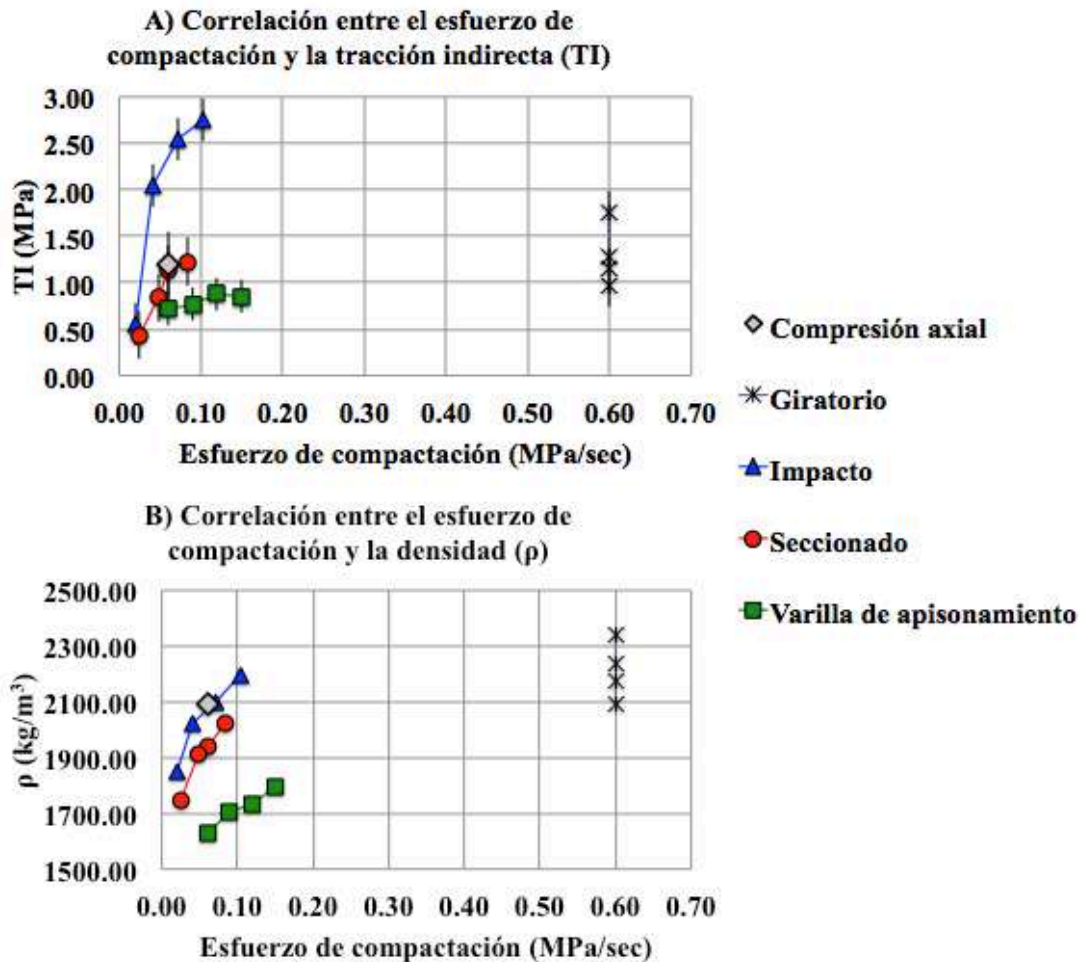 A) Correlación entre el esfuerzo de
compactación y la tracción indirecta (TI)
3.00
2.50
2.00
1.50
1.00
0.50
0.00
TI (MPa)
0.00 0.10 0.20 0.30 0.40 0.50 0.60 0.70
Esfuerzo de compactación (MPa/sec)
B) Correlación entre el esfuerzo de
compactación y la densidad (ρ)
2500.00
2300.00
2100.00
1900.00
1700.00
1500.00
ρ (kg/m³)
0.00 0.10 0.20 0.30 0.40 0.50 0.60 0.70
Esfuerzo de compactación (MPa/sec)
Compresión axial
Giratorio
Impacto
Seccionado
Varilla de apisonamiento